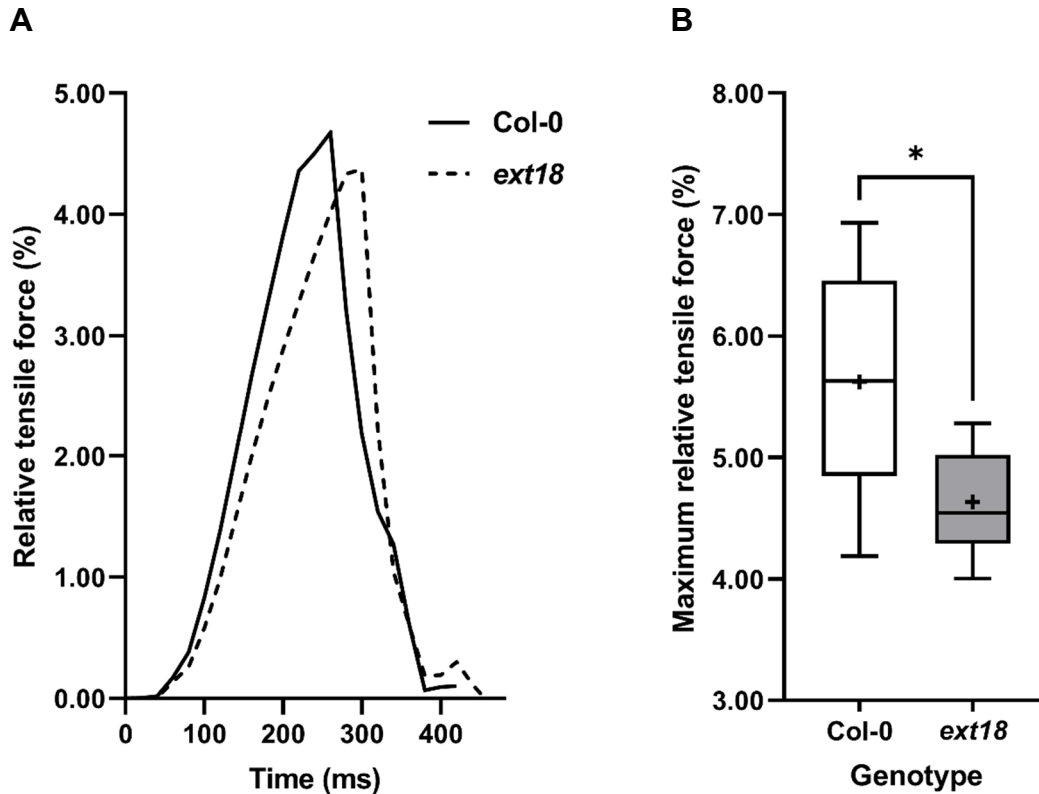 A
Relative tensile force (%)
5.00
4.00
3.00
2.00
1.00
0.00
0
100
200
300
400
Time (ms)
Col-0
ext18
B
Maximum relative tensile force (%)
8.00
7.00
6.00
5.00
4.00
3.00
*
Col-0
ext18
Genotype